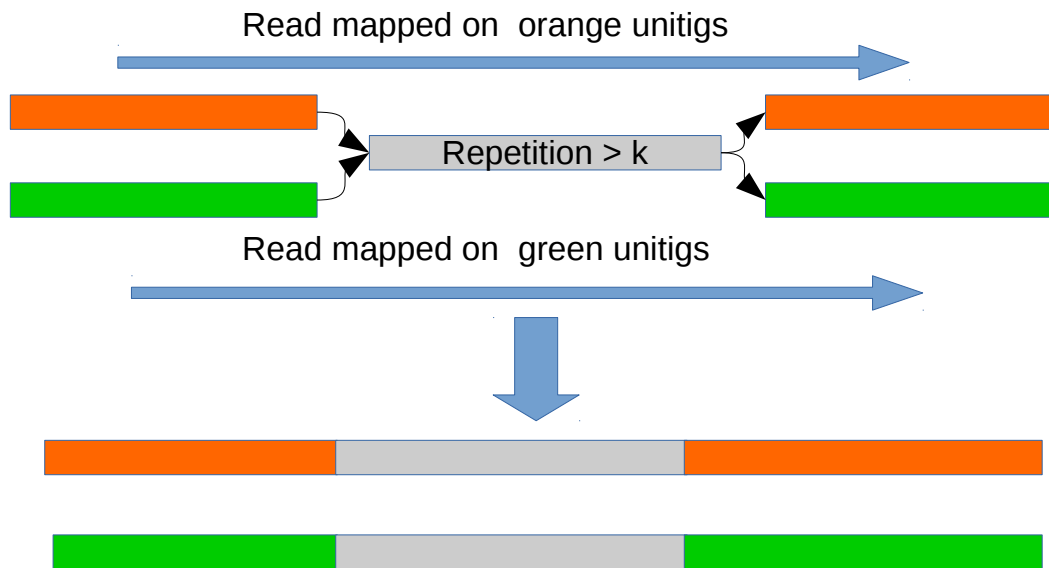 Read mapped on  orange unitigs
Repetition > k
Read mapped on  green unitigs